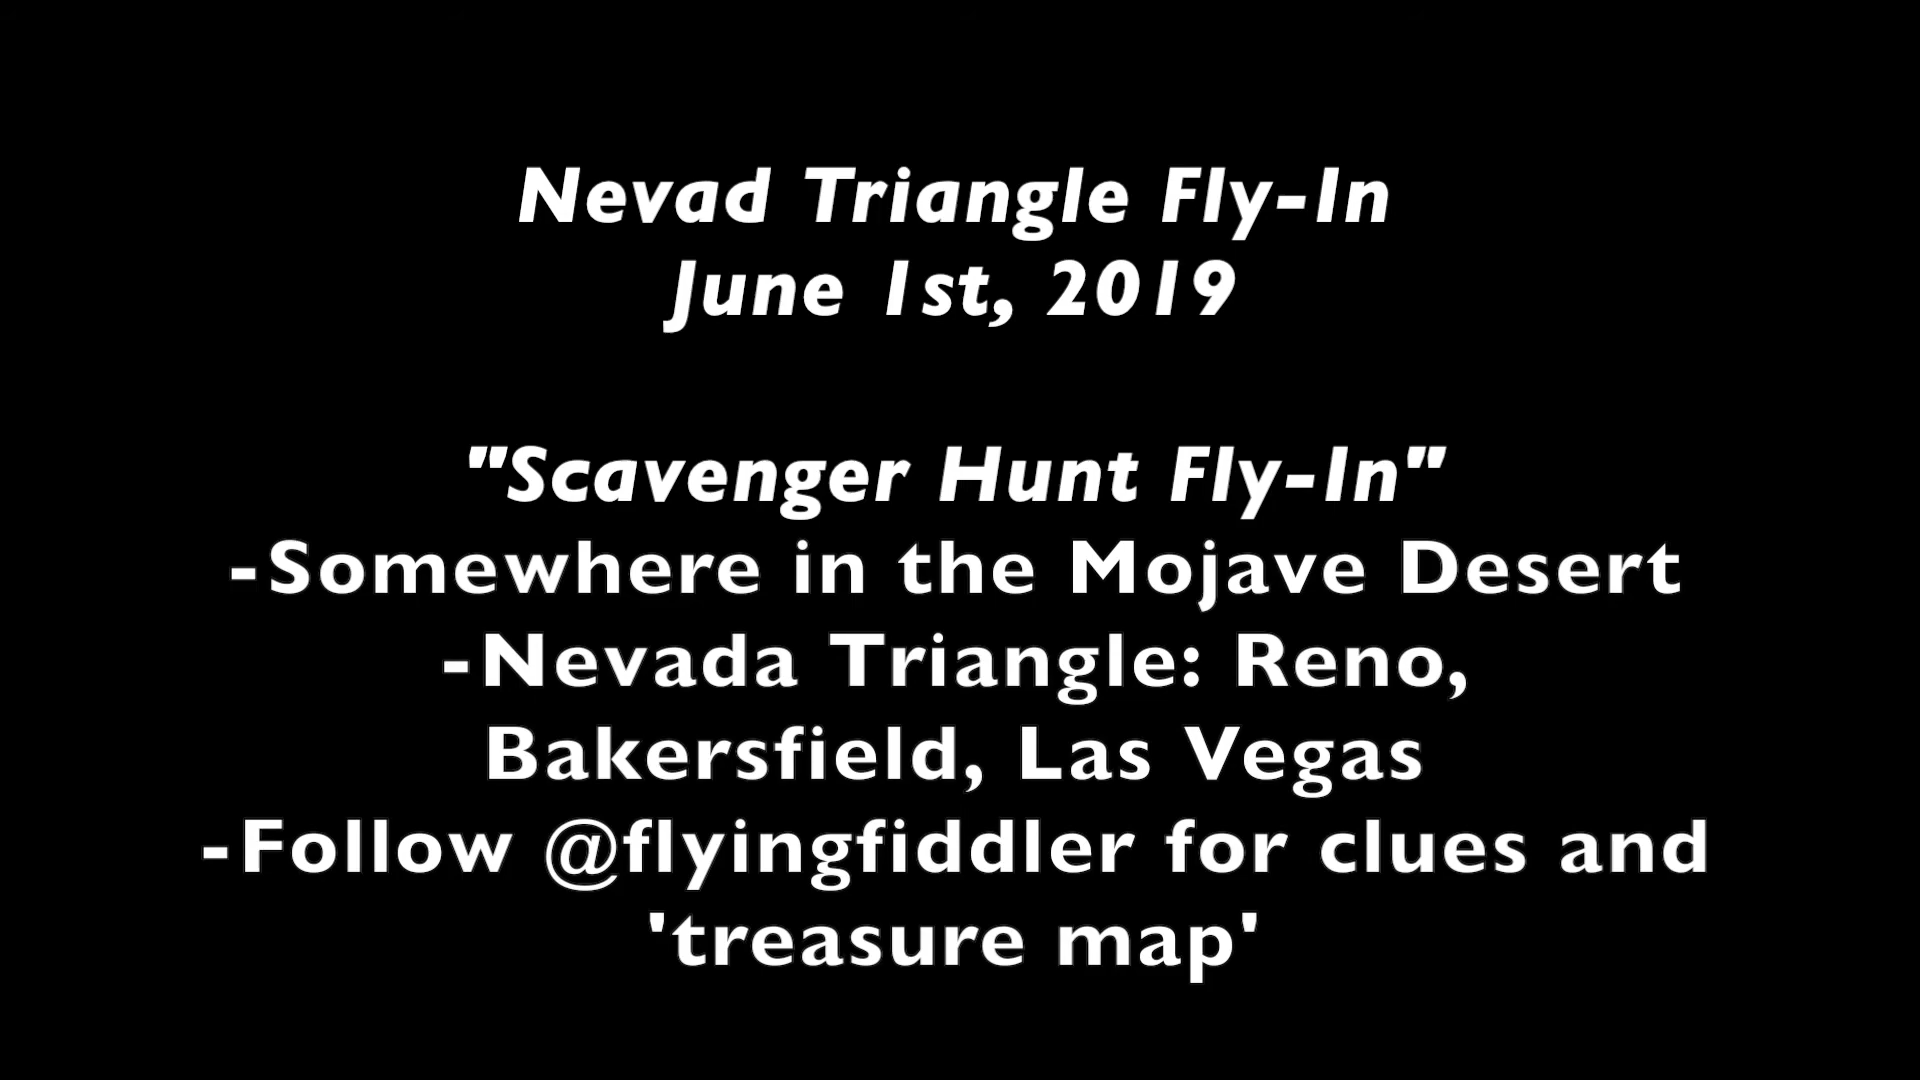 Nevad Triangle Fly-In
June 1st, 2019
"Scavenger Hunt Fly-In"
-Somewhere in the Mojave Desert
-Nevada Triangle: Reno,
Bakersfield, Las Vegas
-Follow @flyingfiddler for clues and
'treasure map'